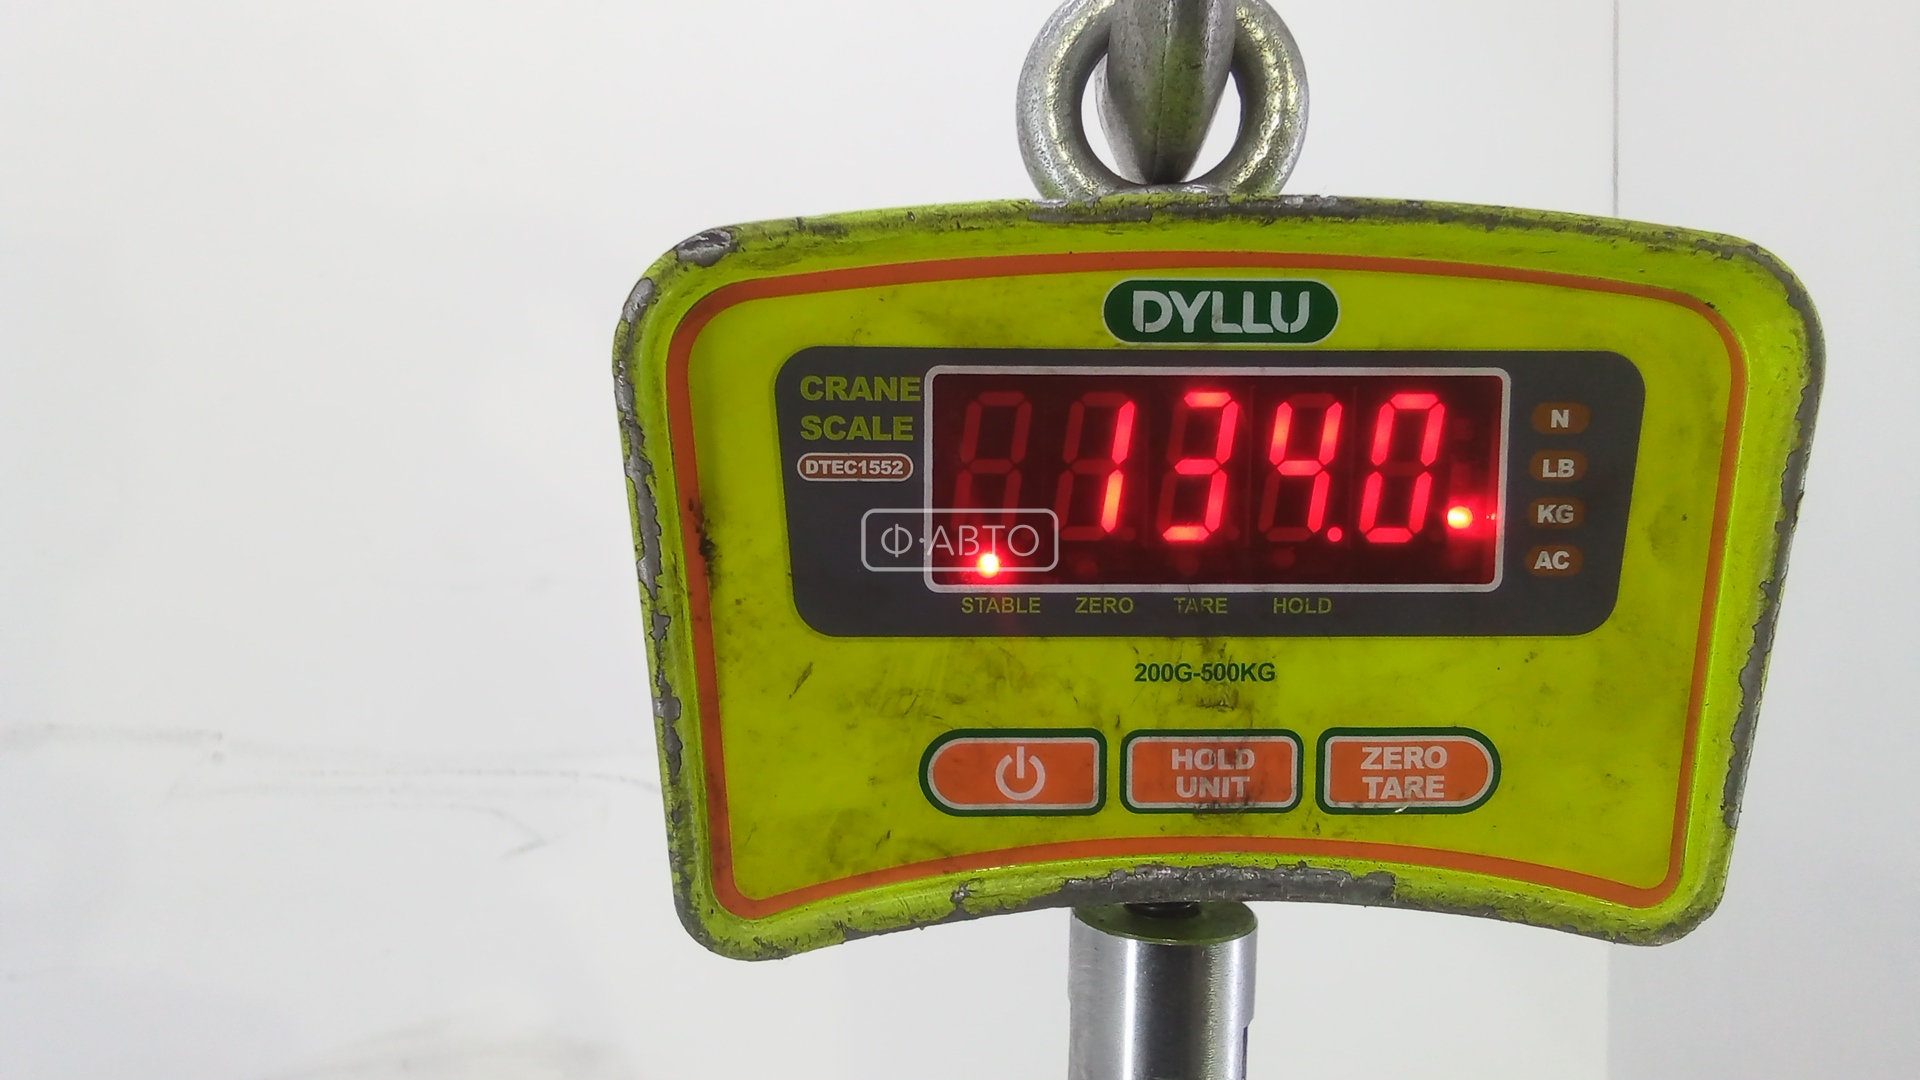 DYLLU
CRANE
SCALE
DTEC1552
134.0
N
LB
KG
AC
Ф·АВТО
STABLE ZERO TARE HOLD
200G-500KG
HOLD
UNIT
ZERO
TARE